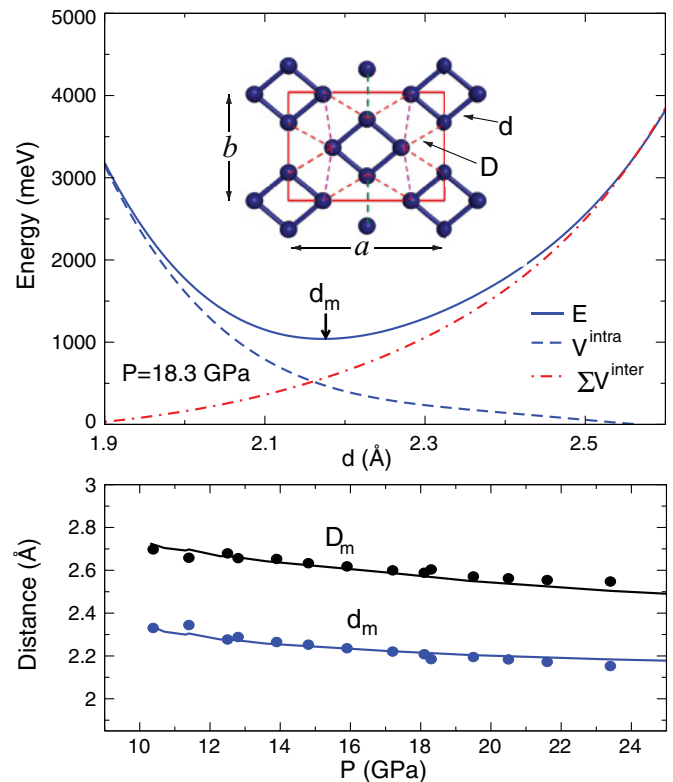 5000
4000
3000
2000
1000
0
Energy (meV)
b
a
d
D
d_m
P=18.3 GPa
E
V^intra
ΣV^inter
1.9
2.1
2.3
2.5
d (Å)
3
2.8
2.6
2.4
2.2
2
Distance (Å)
D_m
d_m
10
12
14
16
18
20
22
24
P (GPa)